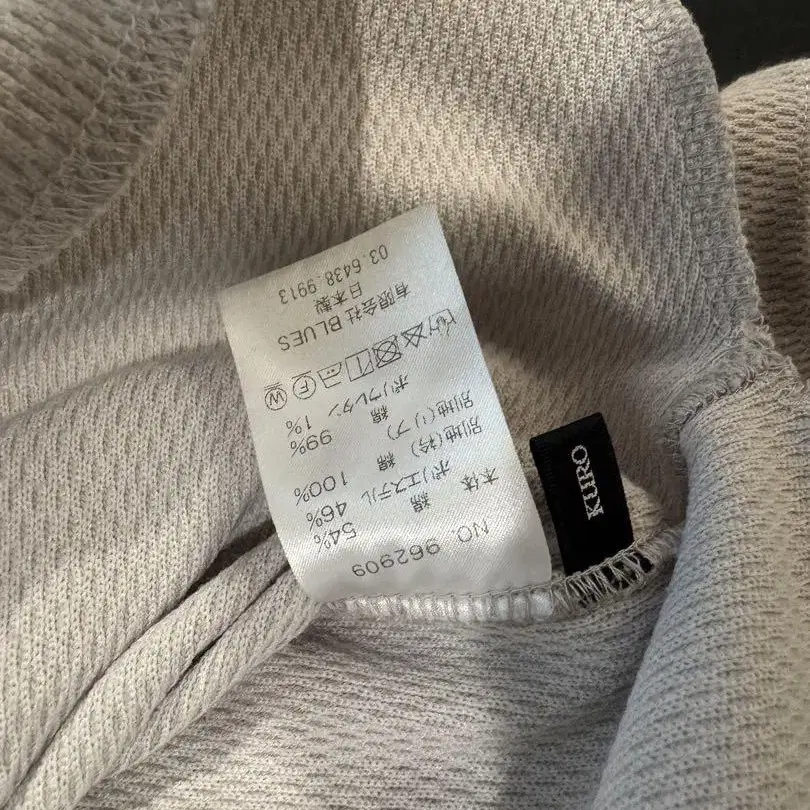 NO. 962909
本体 綿 54%
ポリエステル 46%
別地(衿) 綿 100%
別地(リブ) 綿 99%
ポリウレタン 1%
F W
有限会社 BLUES
日本製
03.6438.9913
KURO